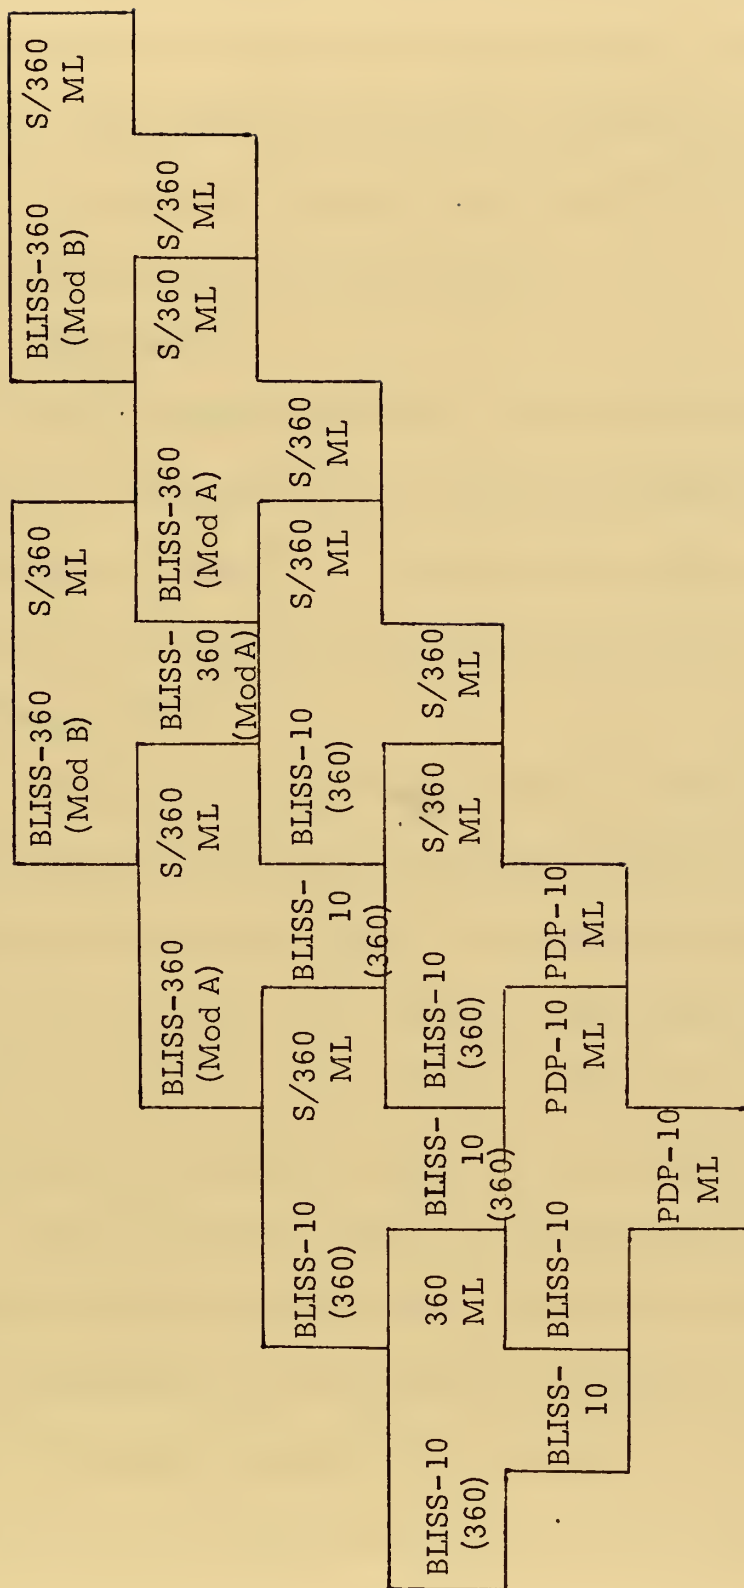 BLISS-360
(Mod B)
S/360
ML
BLISS-360
(Mod B)
S/360
ML
BLISS-360
(Mod A)
S/360
ML
BLISS-
360
(Mod A)
BLISS-360
(Mod A)
S/360
ML
S/360
ML
BLISS-10
(360)
S/360
ML
BLISS-
10
(360)
BLISS-10
(360)
S/360
ML
S/360
ML
BLISS-10
(360)
360
ML
BLISS-
10
(360)
BLISS-10
(360)
S/360
ML
S/360
ML
BLISS-
10
BLISS-10
PDP-10
ML
PDP-10
ML
PDP-10
ML